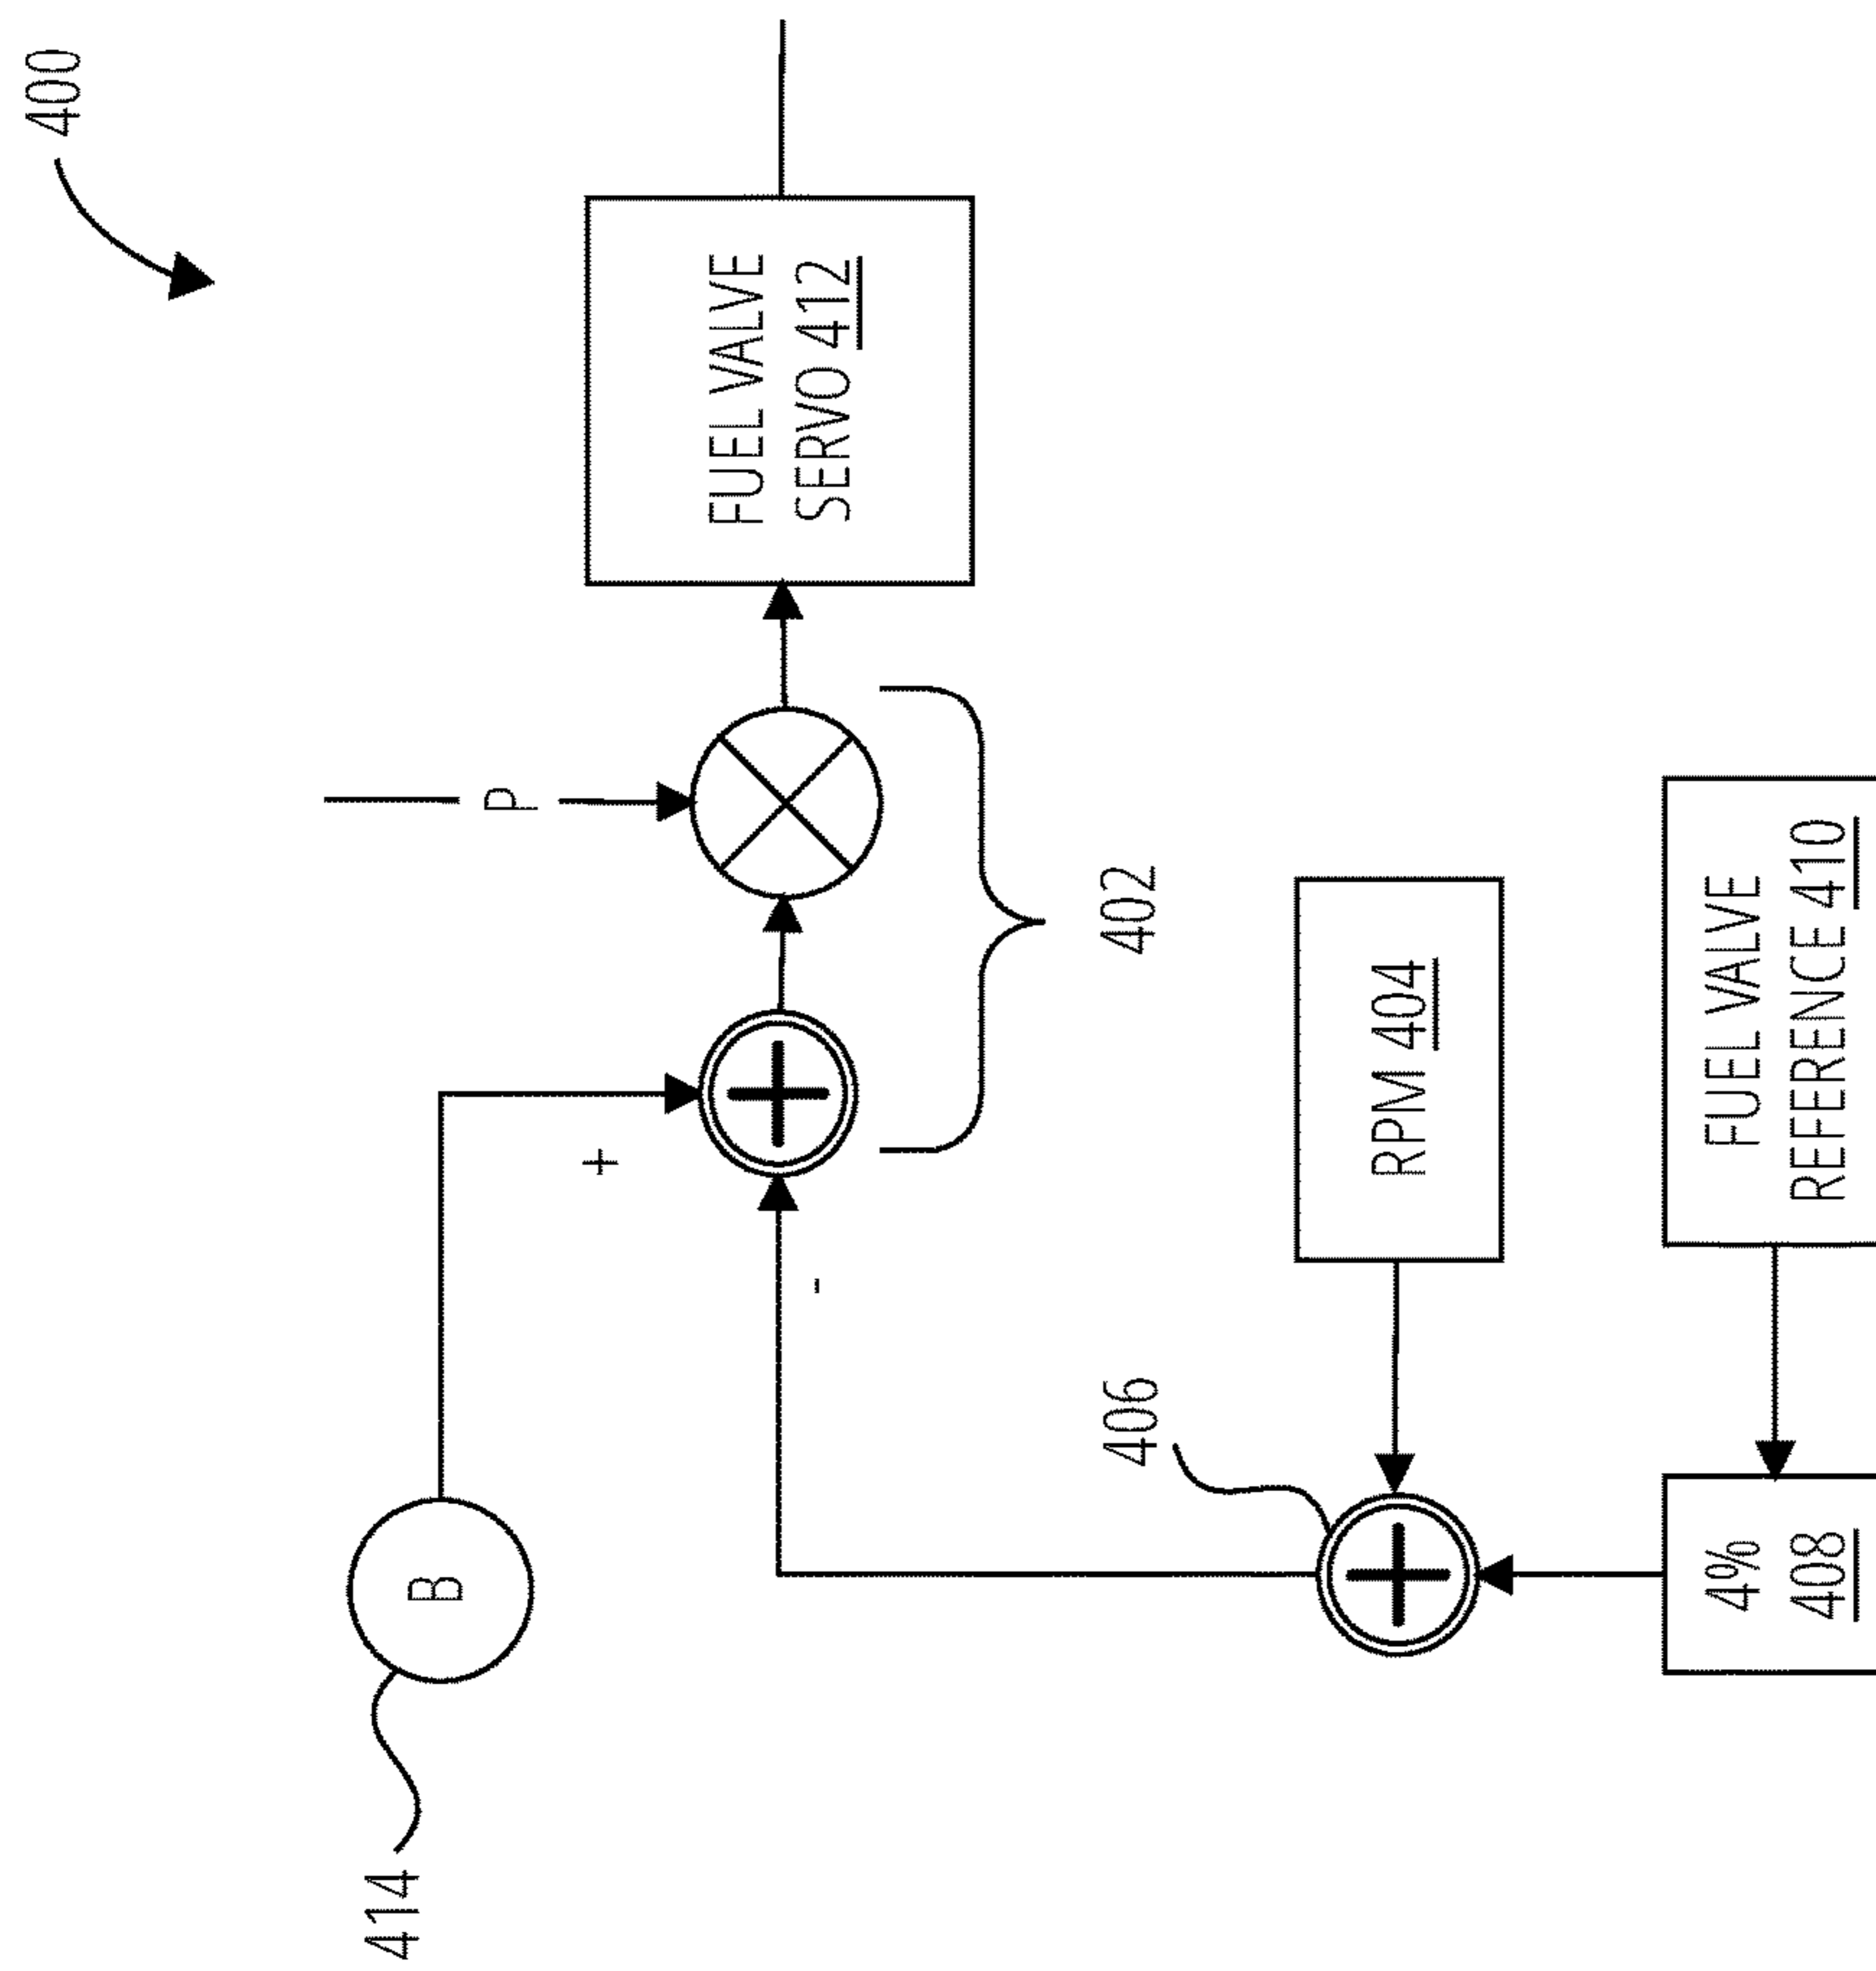 400
414
B
+
-
P
402
FUEL VALVE
SERVO 412
406
RPM 404
4%
408
FUEL VALVE
REFERENCE 410